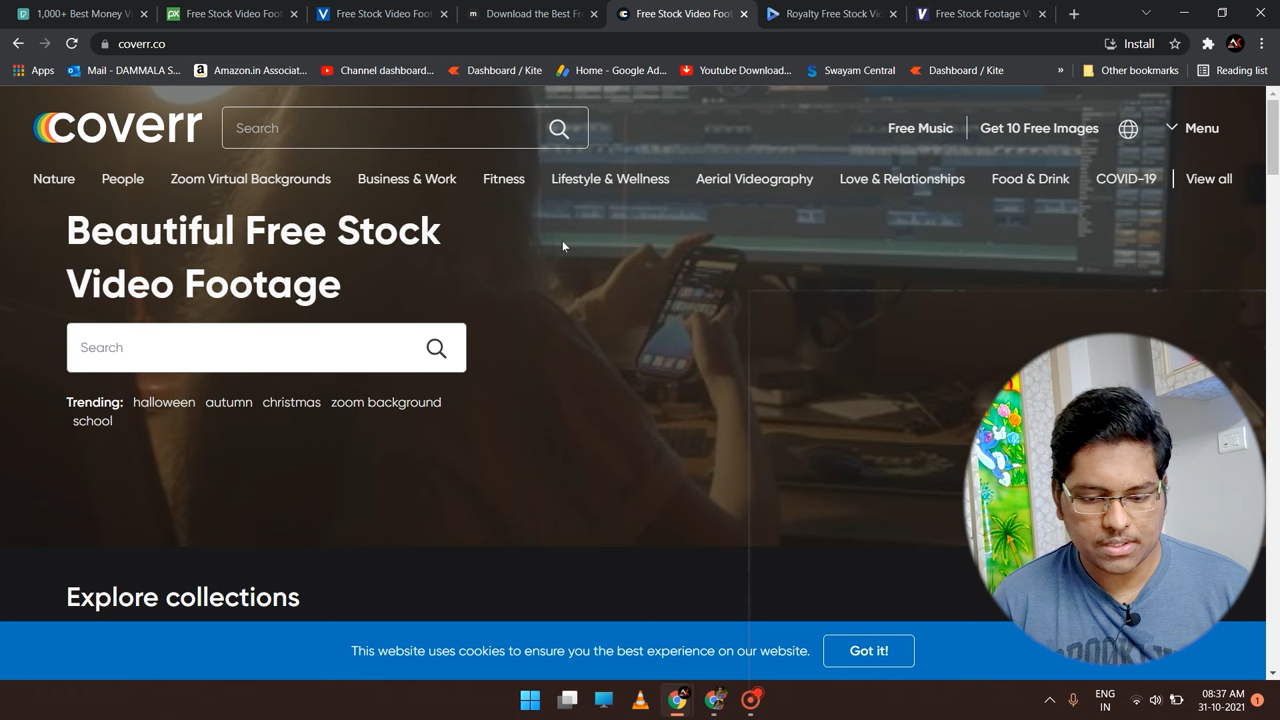 1,000+ Best Money Vi
Free Stock Video Foot
Free Stock Video Foot
Download the Best Fr
Free Stock Video Foot
Royalty Free Stock V
Free Stock Footage Vi
coverr.co
Install
Apps
Mail - DAMMALA S...
Amazon.in Associat...
Channel dashboard...
Dashboard / Kite
Home - Google Ad...
Youtube Download...
Swayam Central
Dashboard / Kite
»
Other bookmarks
Reading list
coverr
Search
Free Music
Get 10 Free Images
Menu
Nature
People
Zoom Virtual Backgrounds
Business & Work
Fitness
Lifestyle & Wellness
Aerial Videography
Love & Relationships
Food & Drink
COVID-19
View all
Beautiful Free Stock
Video Footage
Search
Trending: halloween autumn christmas zoom background
school
Explore collections
This website uses cookies to ensure you the best experience on our website.
Got it!
ENG
IN
08:37 AM
31-10-2021
1